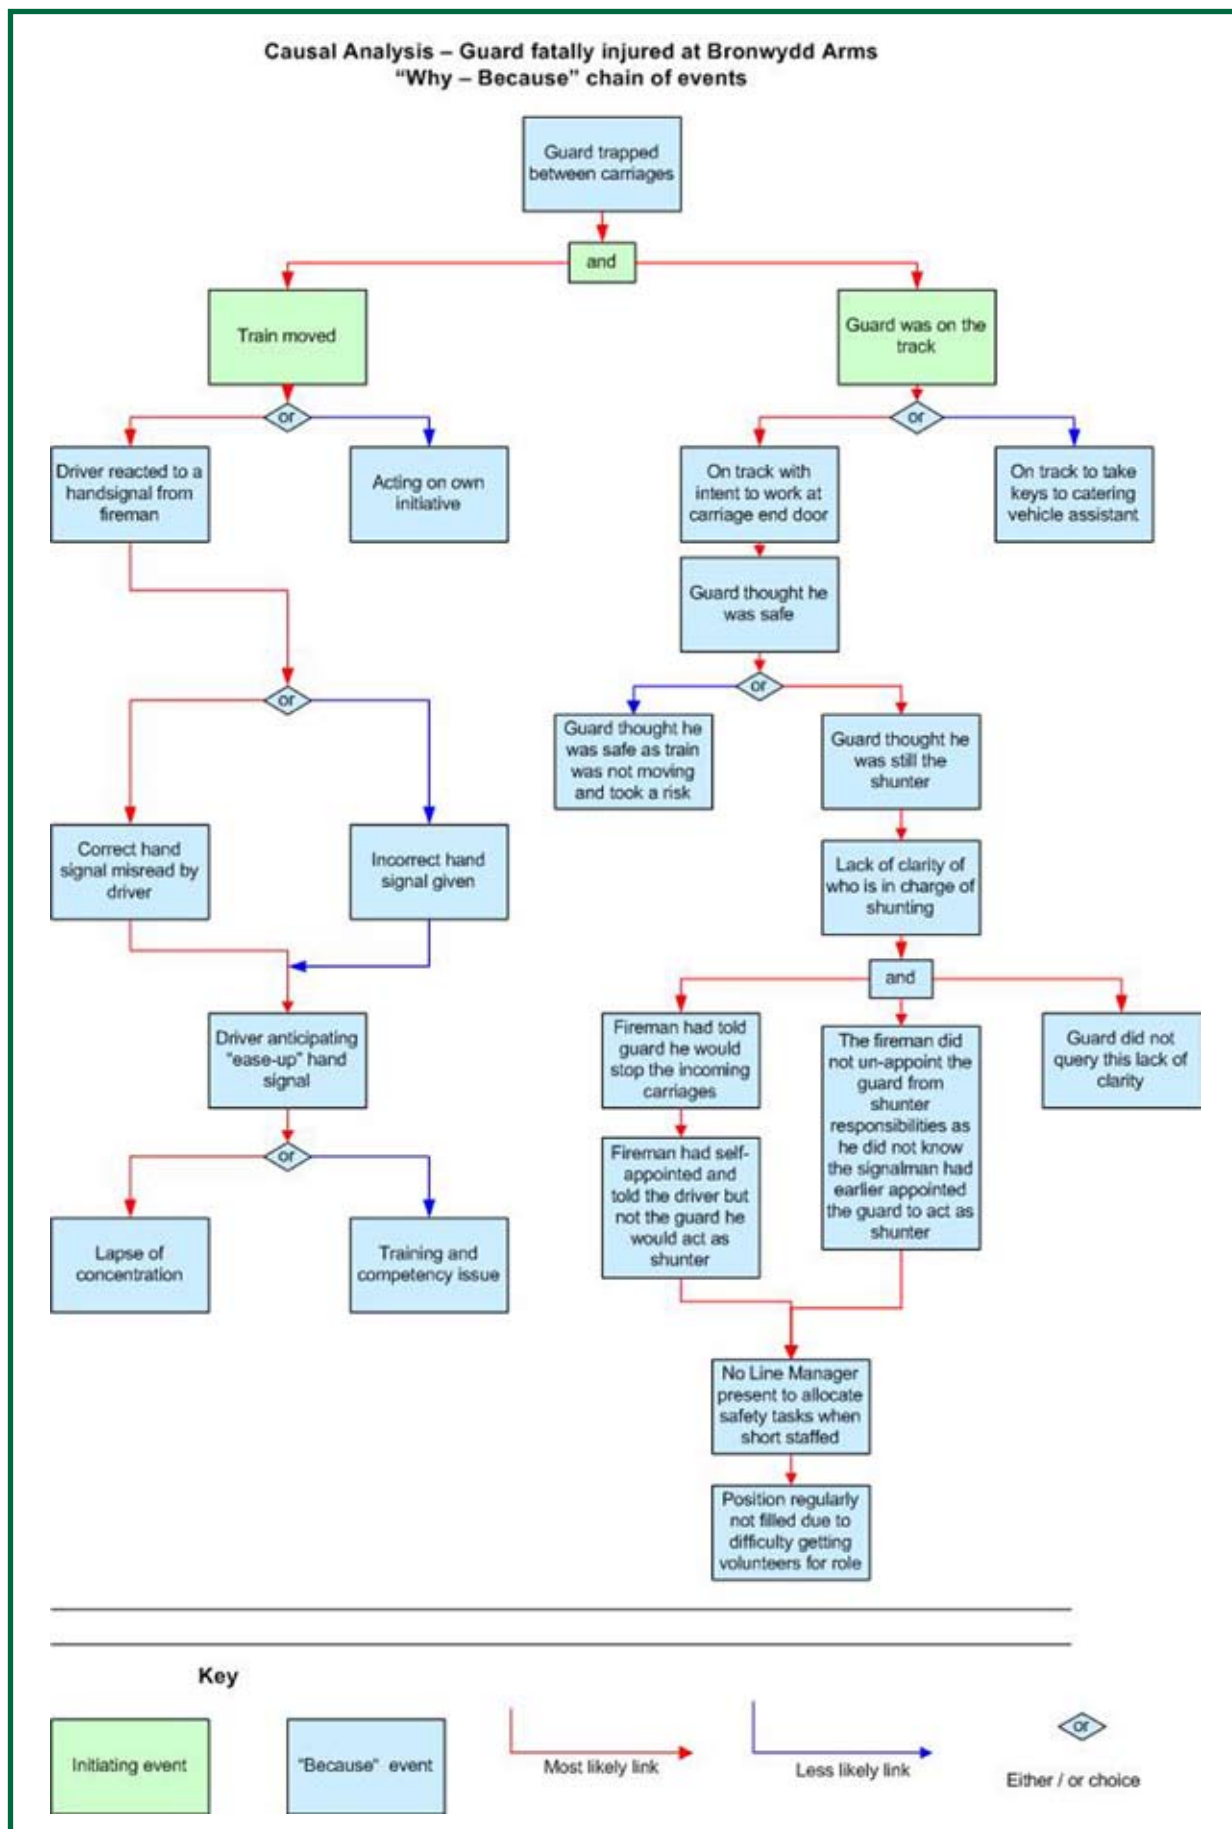 Causal Analysis – Guard fatally injured at Bronwydd Arms
“Why – Because” chain of events
Guard trapped
between carriages
and
Train moved
Guard was on the
track
or
or
Driver reacted to a
handsignal from
fireman
Acting on own
initiative
On track with
intent to work at
carriage end door
On track to take
keys to catering
vehicle assistant
Guard thought he
was safe
or
or
Guard thought he
was safe as train
was not moving
and took a risk
Guard thought he
was still the
shunter
Correct hand
signal misread by
driver
Incorrect hand
signal given
Lack of clarity of
who is in charge of
shunting
and
Driver anticipating
“ease-up” hand
signal
Fireman had told
guard he would
stop the incoming
carriages
The fireman did
not un-appoint the
guard from
shunter
responsibilities as
he did not know
the signalman had
earlier appointed
the guard to act as
shunter
Guard did not
query this lack of
clarity
or
Fireman had self-
appointed and
told the driver but
not the guard he
would act as
shunter
Lapse of
concentration
Training and
competency issue
No Line Manager
present to allocate
safety tasks when
short staffed
Position regularly
not filled due to
difficulty getting
volunteers for role
Key
Initiating event
“Because” event
Most likely link
Less likely link
or
Either / or choice